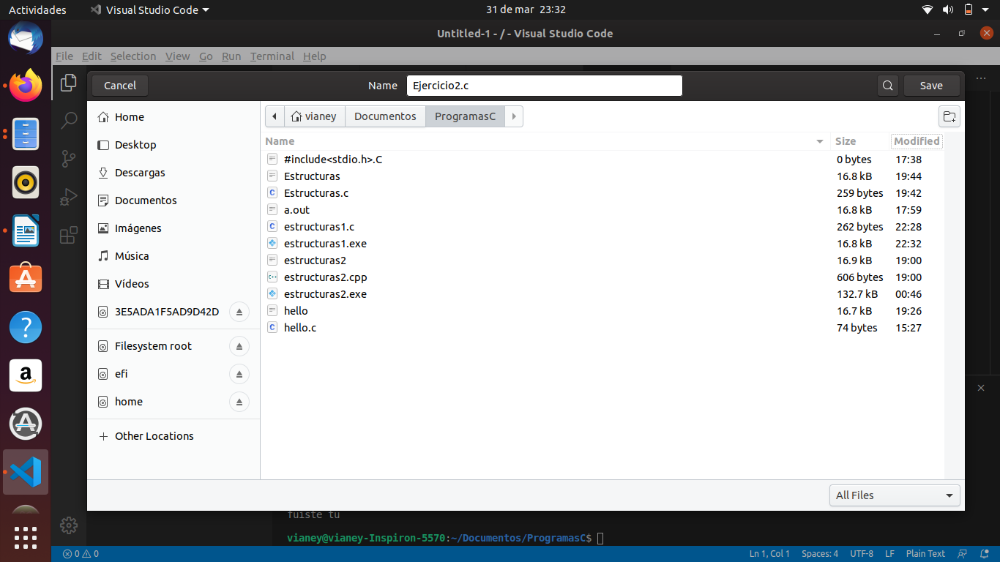 Actividades Visual Studio Code 31 de mar 23:32
Untitled-1 - / - Visual Studio Code
File Edit Selection View Go Run Terminal Help
Cancel Name Ejercicio2.c Save
Home
Desktop
Descargas
Documentos
Imágenes
Música
Vídeos
3E5ADA1F5AD9D42D
Filesystem root
efi
home
Other Locations
vianey Documentos ProgramasC
Name Size Modified
#include<stdio.h>.C 0 bytes 17:38
Estructuras 16.8 kB 19:44
Estructuras.c 259 bytes 19:42
a.out 16.8 kB 17:59
estructuras1.c 262 bytes 22:28
estructuras1.exe 16.8 kB 22:32
estructuras2 16.9 kB 19:00
estructuras2.cpp 606 bytes 19:00
estructuras2.exe 132.7 kB 00:46
hello 16.7 kB 19:26
hello.c 74 bytes 15:27
All Files
fuiste tu
vianey@vianey-Inspiron-5570:~/Documentos/ProgramasC$
0 0 Ln 1, Col 1 Spaces: 4 UTF-8 LF Plain Text